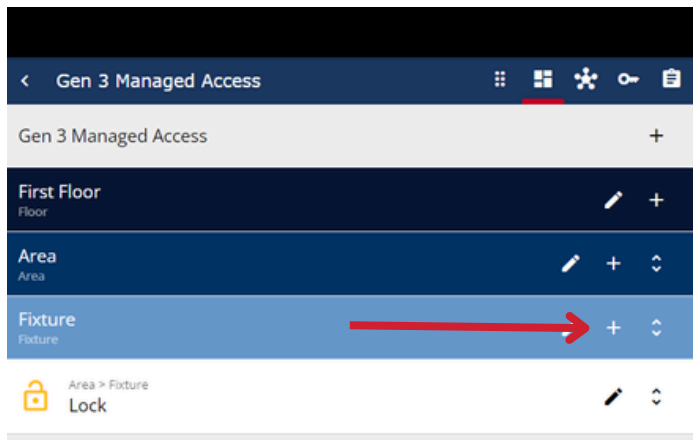 Gen 3 Managed Access
Gen 3 Managed Access
First Floor
Floor
Area
Area
Fixture
Fixture
Area > Fixture
Lock